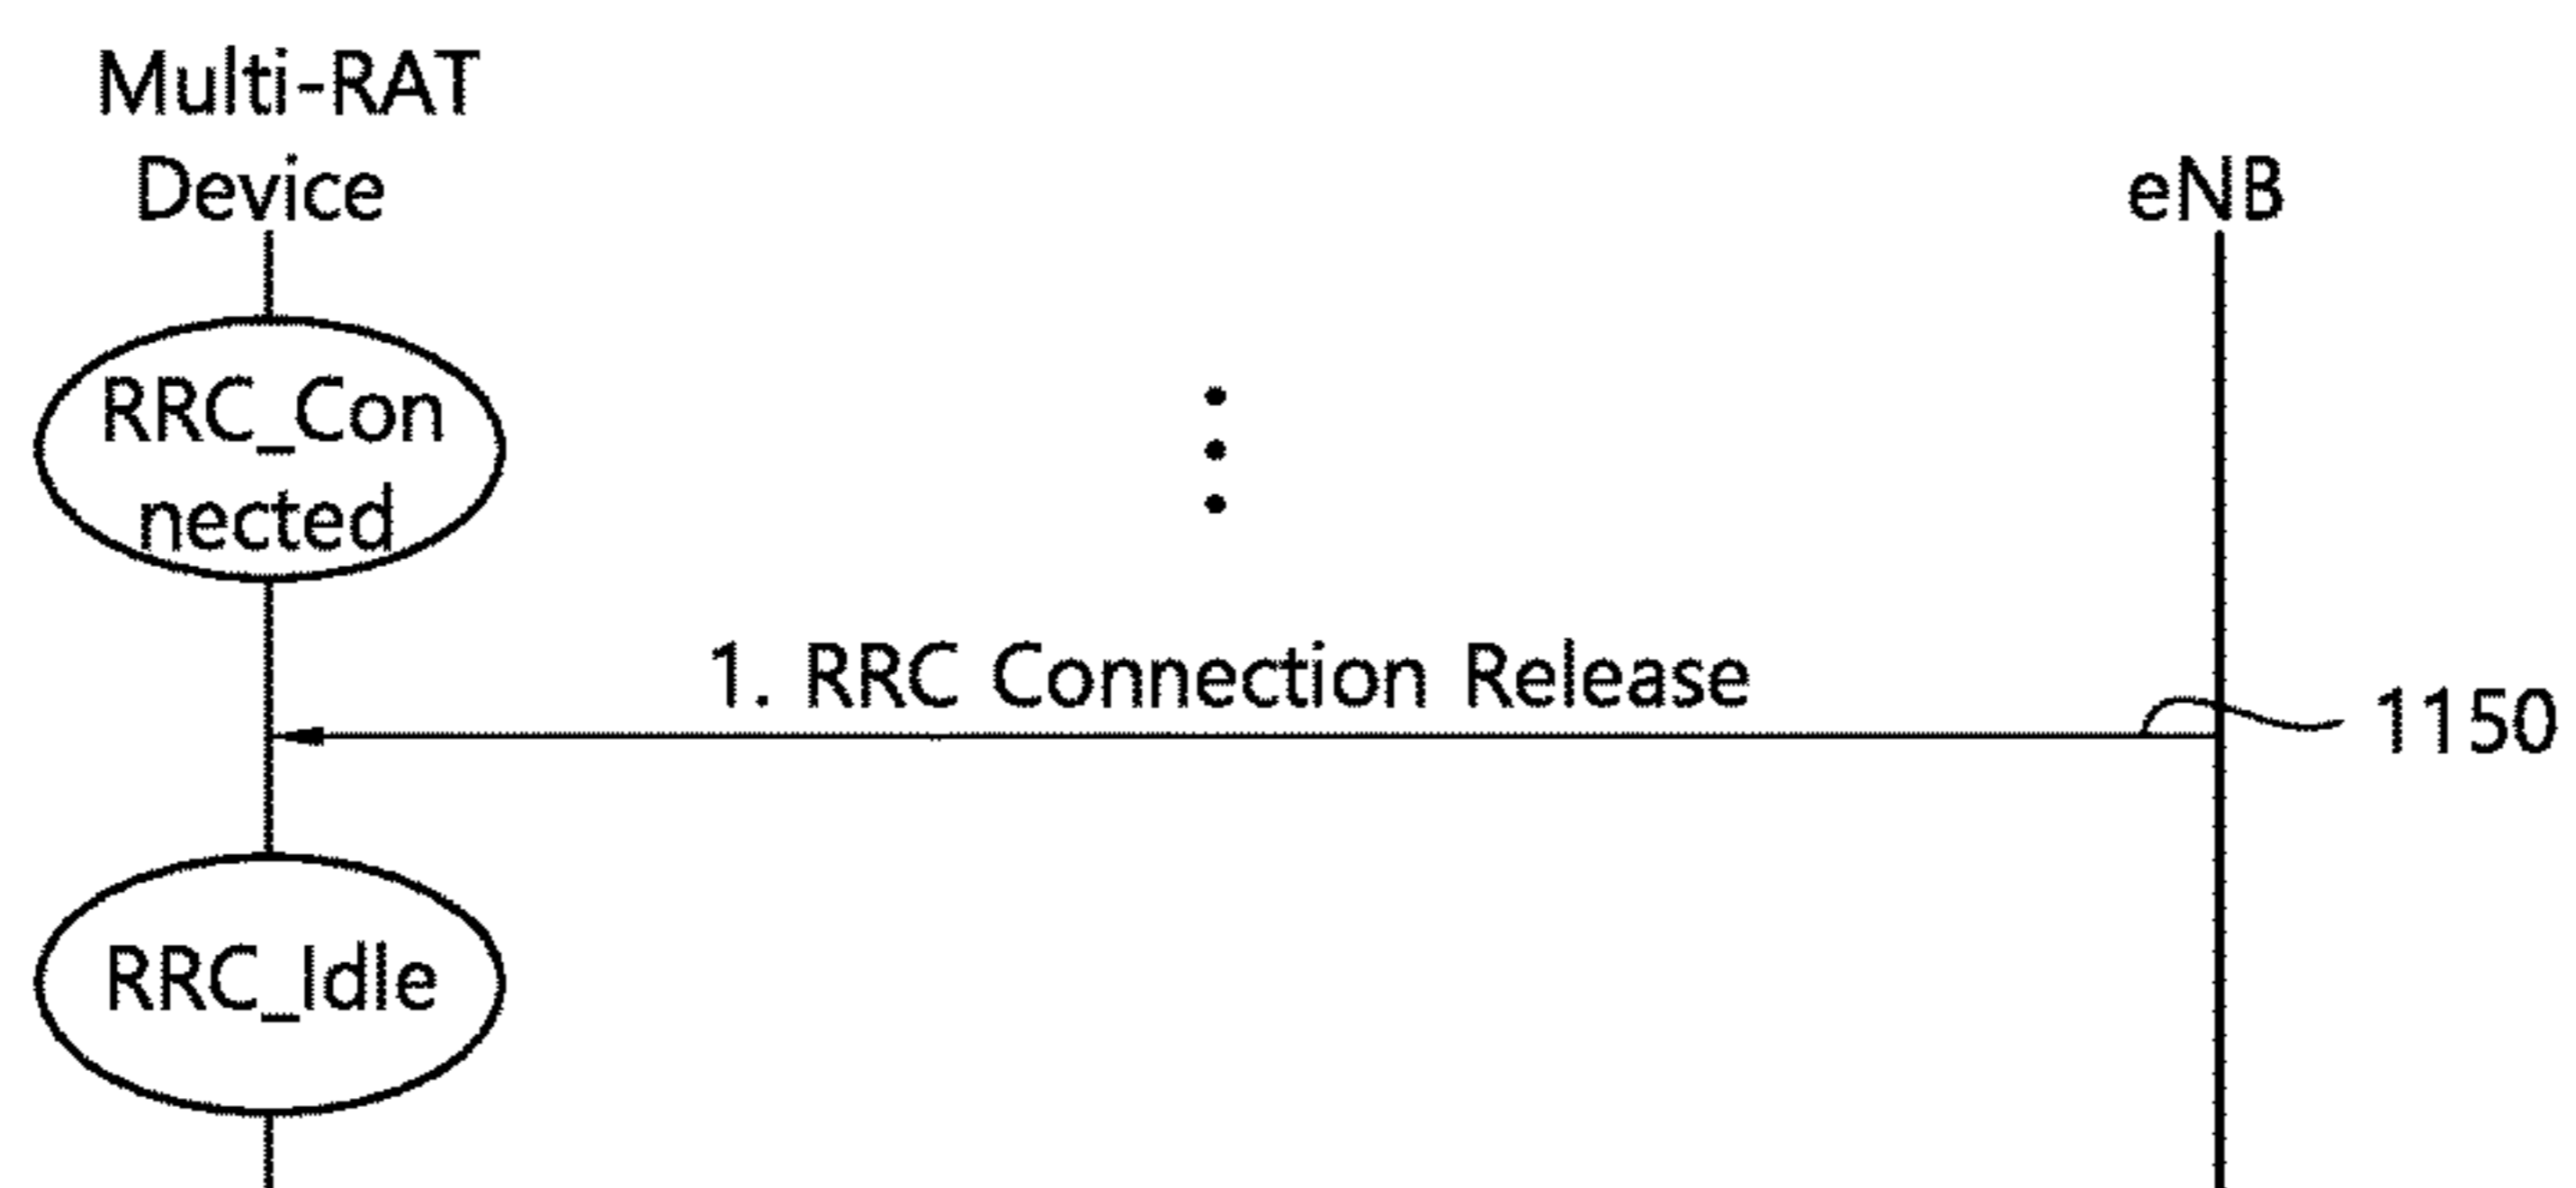 Multi-RAT
Device
eNB
RRC_Con
nected
1. RRC Connection Release
1150
RRC_Idle